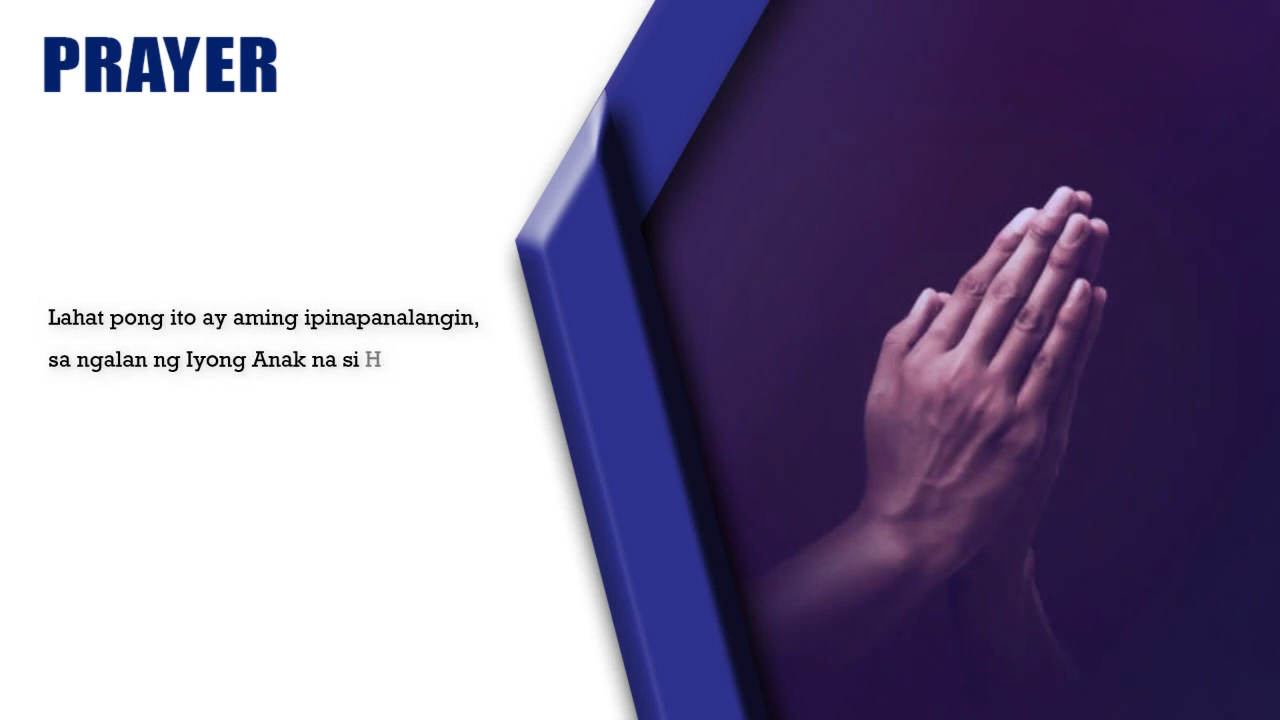 PRAYER
Lahat pong ito ay aming ipinapanalangin,
sa ngalan ng Iyong Anak na si H